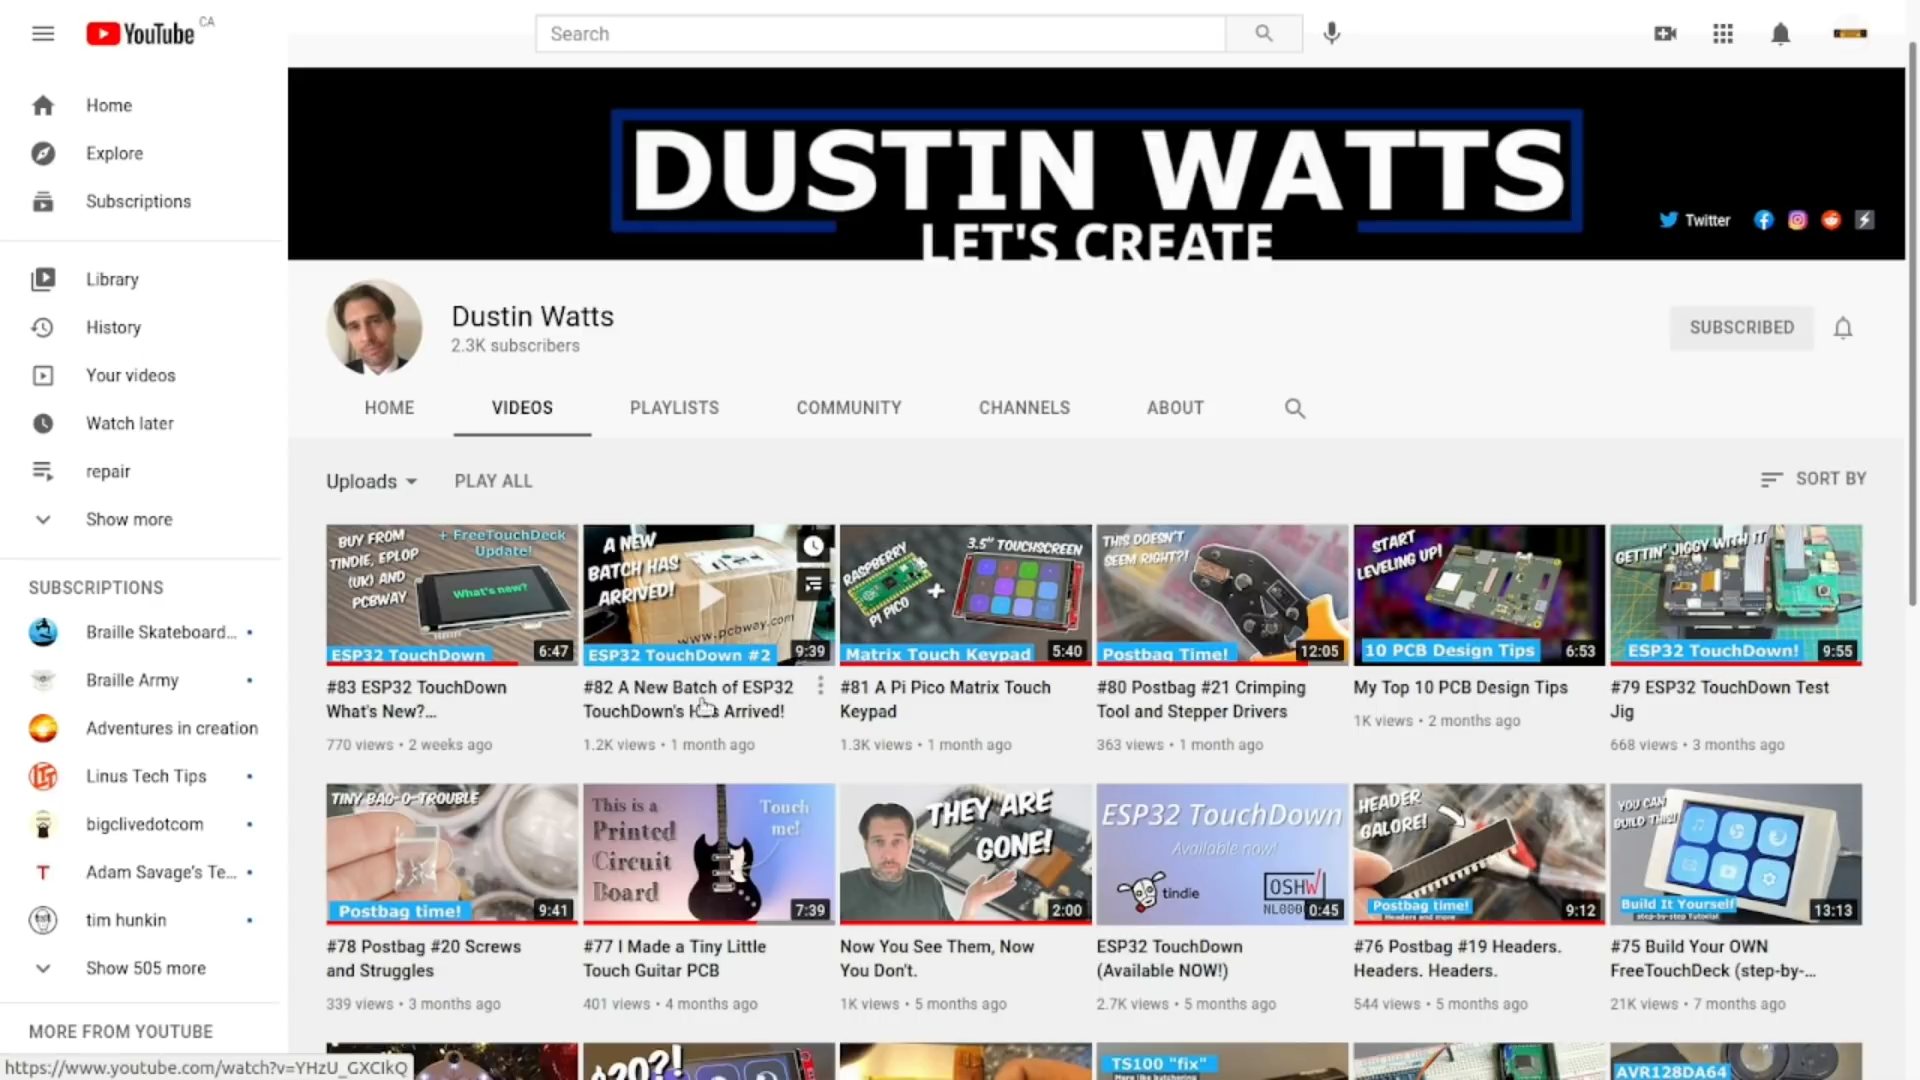 YouTube CA
Search
Home
Explore
Subscriptions
Library
History
Your videos
Watch later
repair
Show more
SUBSCRIPTIONS
Braille Skateboard...
Braille Army
Adventures in creation
Linus Tech Tips
bigclivedotcom
Adam Savage's Te...
tim hunkin
Show 505 more
MORE FROM YOUTUBE
https://www.youtube.com/watch?v=YHzU_GXCIkQ
DUSTIN WATTS
LET'S CREATE
Twitter
Dustin Watts
2.3K subscribers
SUBSCRIBED
HOME
VIDEOS
PLAYLISTS
COMMUNITY
CHANNELS
ABOUT
Uploads
PLAY ALL
SORT BY
BUY FROM
TINDIE, EPLOP
(UK) AND
PCBWAY
+ FreeTouchDeck
Update!
What's new?
ESP32 TouchDown
6:47
#83 ESP32 TouchDown
What's New?...
770 views • 2 weeks ago
A NEW
BATCH HAS
ARRIVED!
www.pcbway.com
ESP32 TouchDown #2
9:39
#82 A New Batch of ESP32
TouchDown's Has Arrived!
1.2K views • 1 month ago
RASPBERRY
PI PICO
+
3.5" TOUCHSCREEN
Matrix Touch Keypad
5:40
#81 A Pi Pico Matrix Touch
Keypad
1.3K views • 1 month ago
THIS DOESN'T
SEEM RIGHT?!
Postbag Time!
12:05
#80 Postbag #21 Crimping
Tool and Stepper Drivers
363 views • 1 month ago
START
LEVELING UP!
10 PCB Design Tips
6:53
My Top 10 PCB Design Tips
1K views • 2 months ago
GETTIN' JIGGY WITH IT
ESP32 TouchDown!
9:55
#79 ESP32 TouchDown Test
Jig
668 views • 3 months ago
TINY BAG-O-TROUBLE
Postbag time!
9:41
#78 Postbag #20 Screws
and Struggles
339 views • 3 months ago
This is a
Printed
Circuit
Board
Touch
me!
7:39
#77 I Made a Tiny Little
Touch Guitar PCB
401 views • 4 months ago
THEY ARE
GONE!
2:00
Now You See Them, Now
You Don't.
1K views • 5 months ago
ESP32 TouchDown
Available now!
tindie
OSHW
NL000
0:45
ESP32 TouchDown
(Available NOW!)
2.7K views • 5 months ago
HEADER
GALORE!
Postbag time!
Headers and more
9:12
#76 Postbag #19 Headers.
Headers. Headers.
544 views • 5 months ago
YOU CAN
BUILD THIS!
Build It Yourself
step-by-step Tutorial
13:13
#75 Build Your OWN
FreeTouchDeck (step-by-...
21K views • 7 months ago
$20?!
TS100 "fix"
AVR128DA64